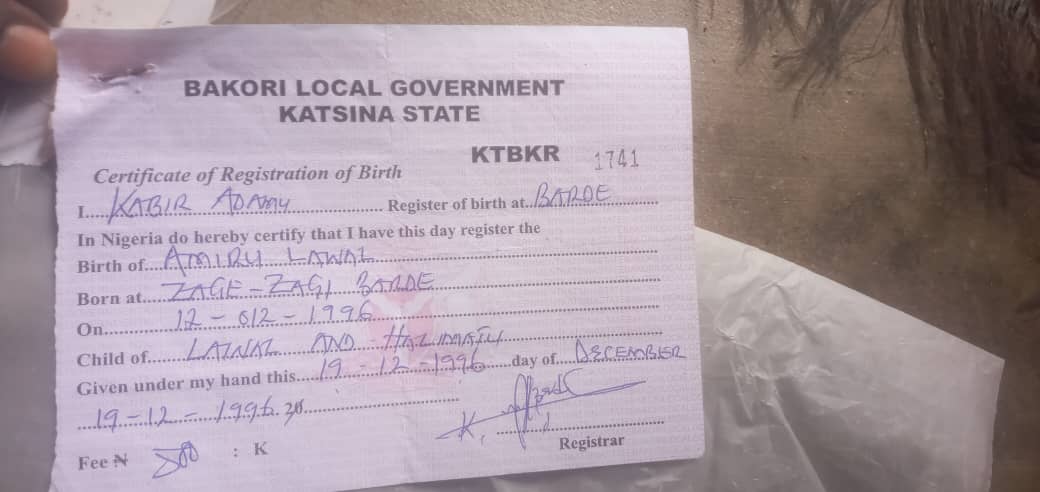 BAKORI LOCAL GOVERNMENT
KATSINA STATE
KTBKR 1741
Certificate of Registration of Birth
I....KABIR ADAMU.... Register of birth at..BARDE....
In Nigeria do hereby certify that I have this day register the
Birth of...AMIRU LAWAL....
Born at....ZAGE-ZAGI BARDE....
On....12-012-1996....
Child of....LAWAL AND HALIMATU....
Given under my hand this....19-12-1996....day of...DECEMBER
..19-12-1996. 20....
K.
Registrar
Fee ₦ 500 : K